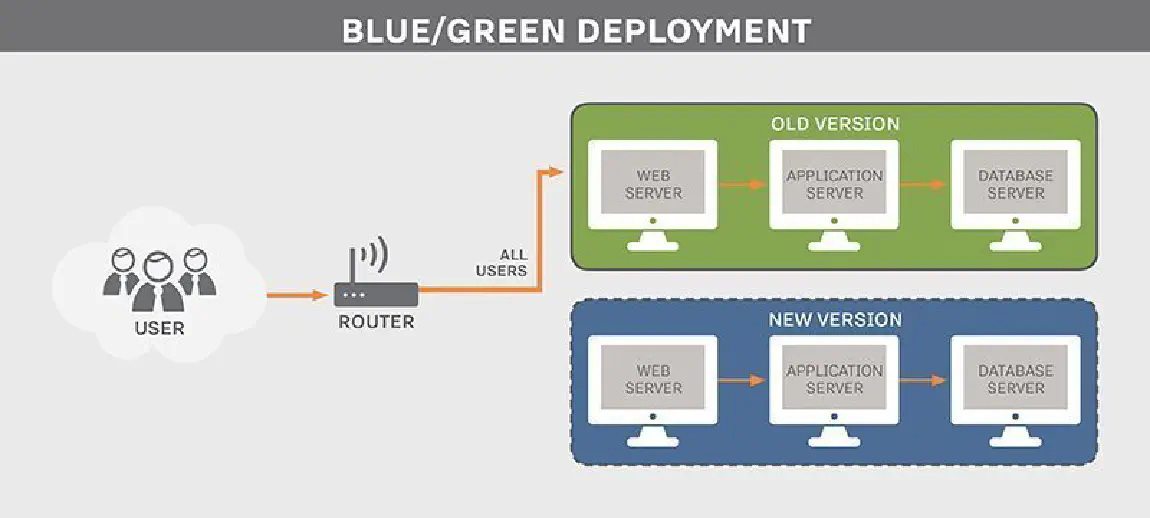 BLUE/GREEN DEPLOYMENT
OLD VERSION
WEB
SERVER
APPLICATION
SERVER
DATABASE
SERVER
ALL
USERS
USER
ROUTER
NEW VERSION
WEB
SERVER
APPLICATION
SERVER
DATABASE
SERVER